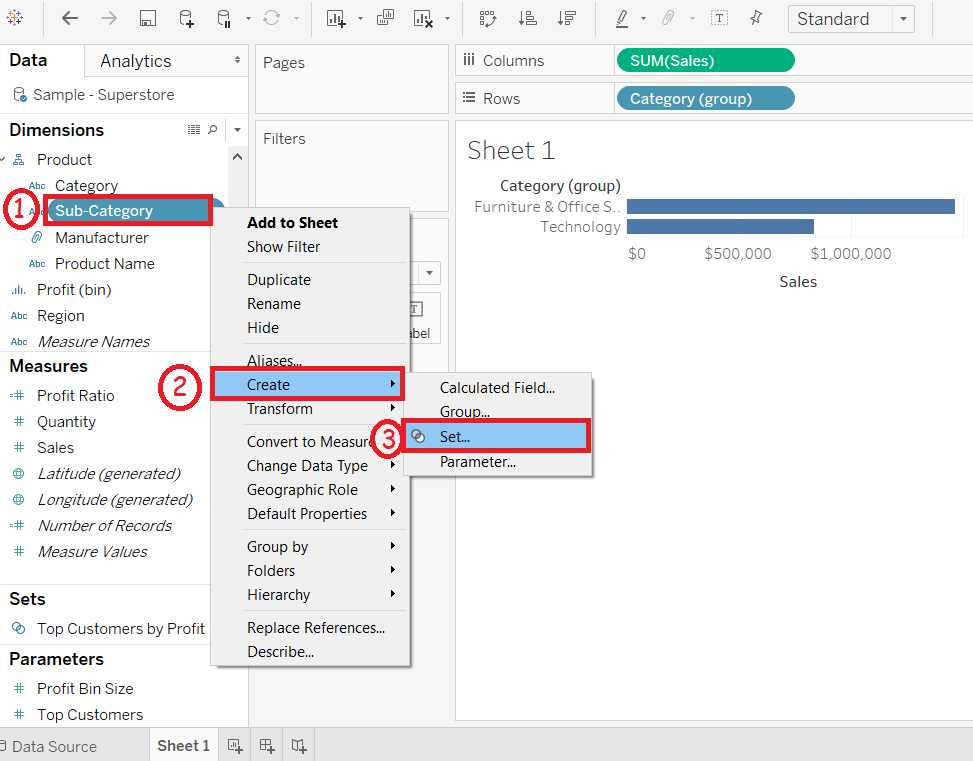 Standard
Data
Analytics
Sample - Superstore
Dimensions
Product
Abc Category
1
Sub-Category
Manufacturer
Abc Product Name
Profit (bin)
Abc Region
Abc Measure Names
Measures
Profit Ratio
Quantity
Sales
Latitude (generated)
Longitude (generated)
Number of Records
Measure Values
Sets
Top Customers by Profit
Parameters
Profit Bin Size
Top Customers
Pages
Filters
Columns
SUM(Sales)
Rows
Category (group)
Sheet 1
Category (group)
Furniture & Office S..
Technology
$0 $500,000 $1,000,000
Sales
Add to Sheet
Show Filter
Duplicate
Rename
Hide
Aliases...
2
Create
Transform
Convert to Measure
Change Data Type
Geographic Role
Default Properties
Group by
Folders
Hierarchy
Replace References...
Describe...
Calculated Field...
Group...
3
Set...
Parameter...
Data Source
Sheet 1